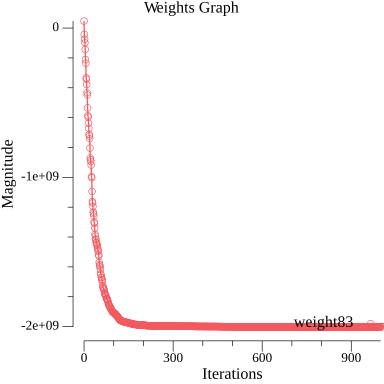 Weights Graph
0
-1e+09
-2e+09
Magnitude
weight83
0
300
600
900
Iterations